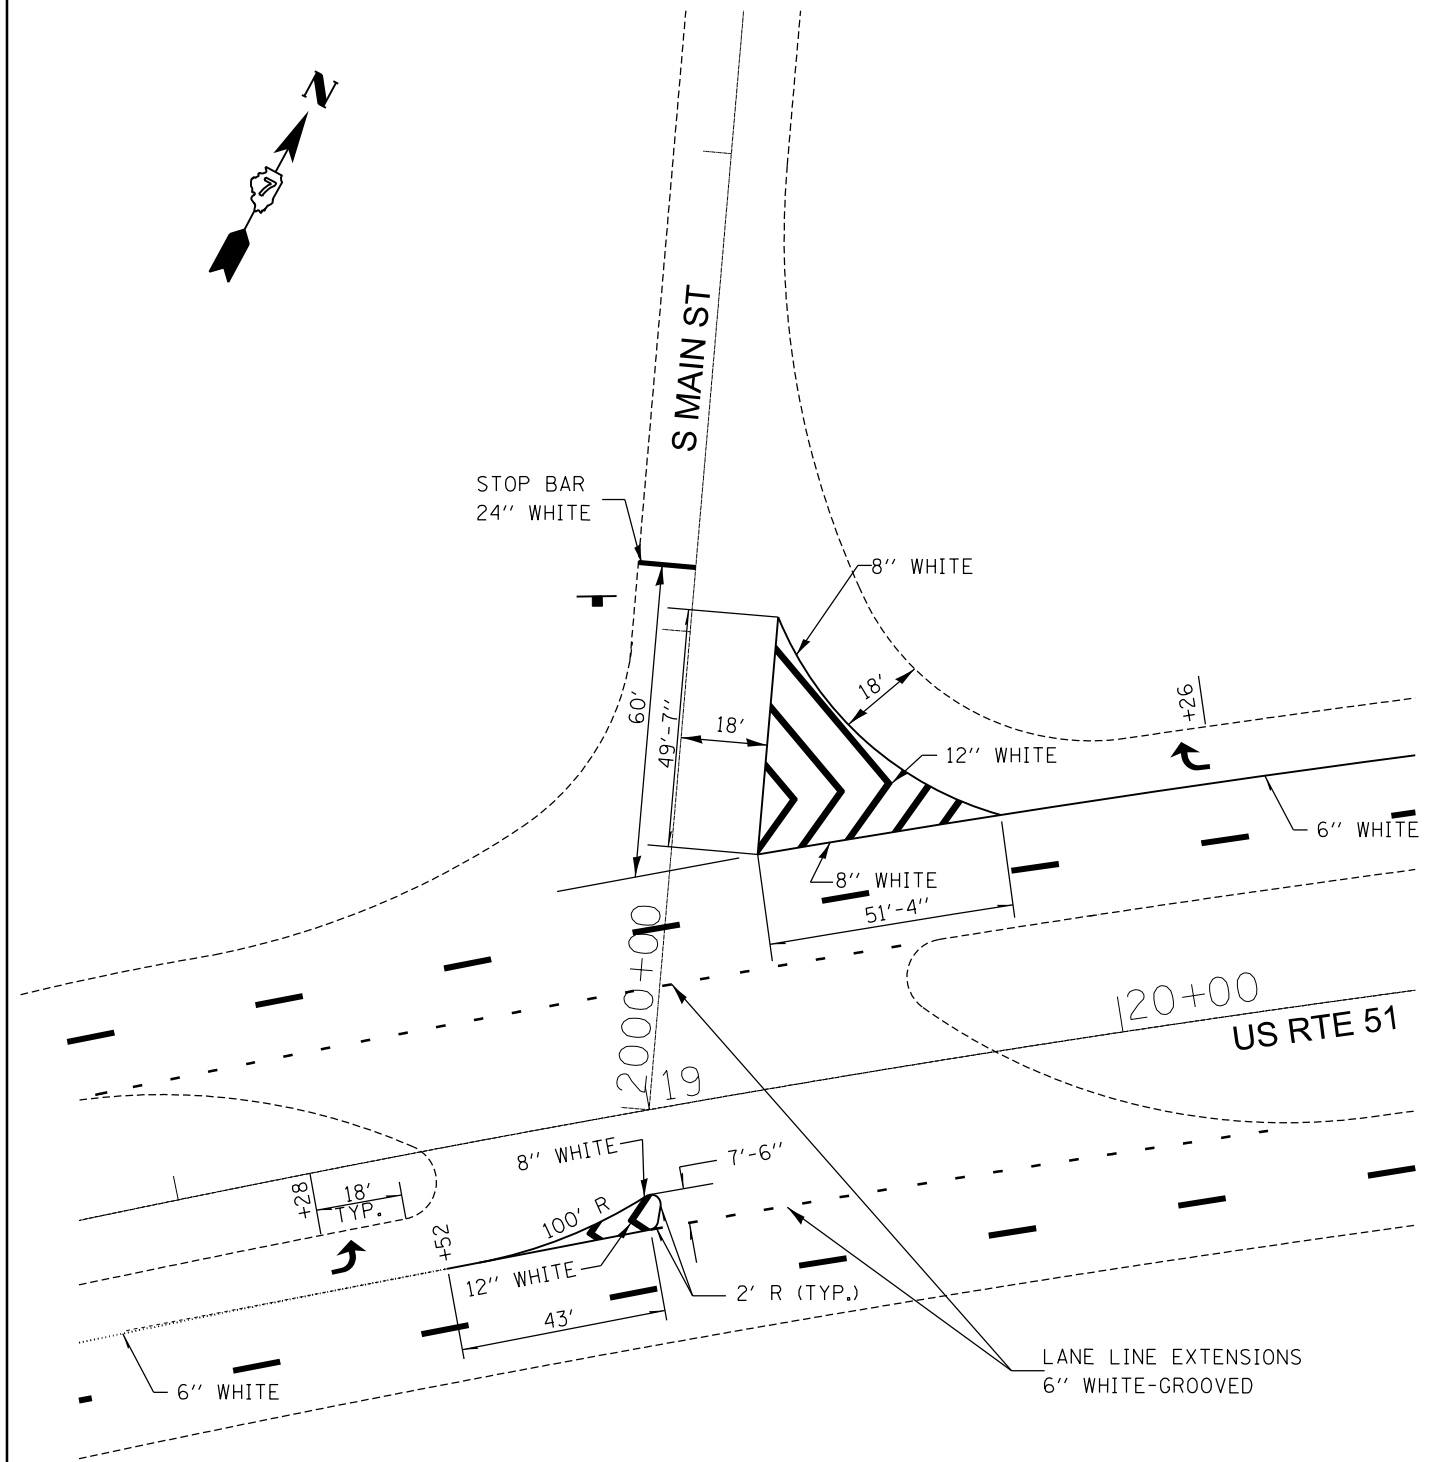 N
7
S MAIN ST
STOP BAR
24'' WHITE
8'' WHITE
18'
+26
60'
49'-7''
18'
12'' WHITE
6'' WHITE
8'' WHITE
51'-4''
2000+00
20+00
US RTE 51
19
8'' WHITE
7'-6''
+28
18'
TYP.
100' R
+52
12'' WHITE
2' R (TYP.)
43'
6'' WHITE
LANE LINE EXTENSIONS
6'' WHITE-GROOVED